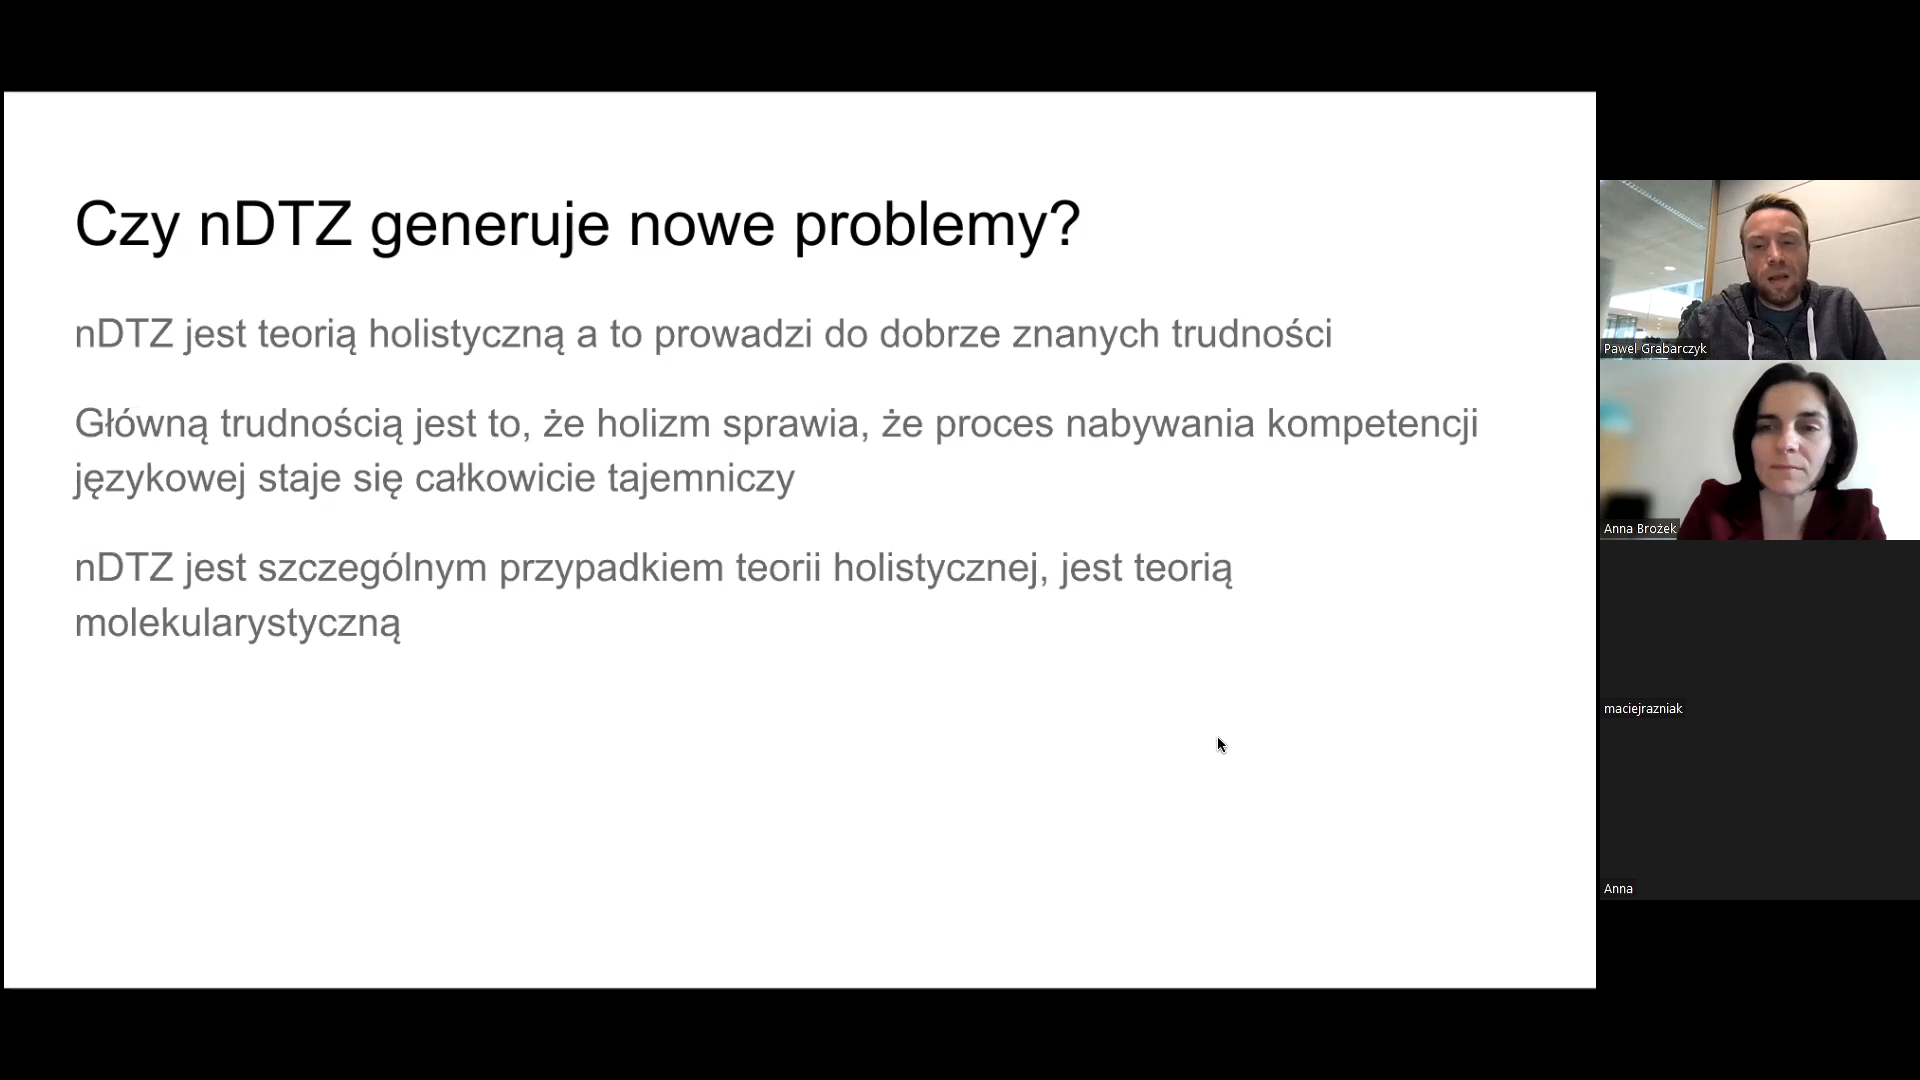 Czy nDTZ generuje nowe problemy?
nDTZ jest teorią holistyczną a to prowadzi do dobrze znanych trudności
Główną trudnością jest to, że holizm sprawia, że proces nabywania kompetencji
językowej staje się całkowicie tajemniczy
nDTZ jest szczególnym przypadkiem teorii holistycznej, jest teorią
molekularystyczną
Pawel Grabarczyk
Anna Brożek
maciejrazniak
Anna